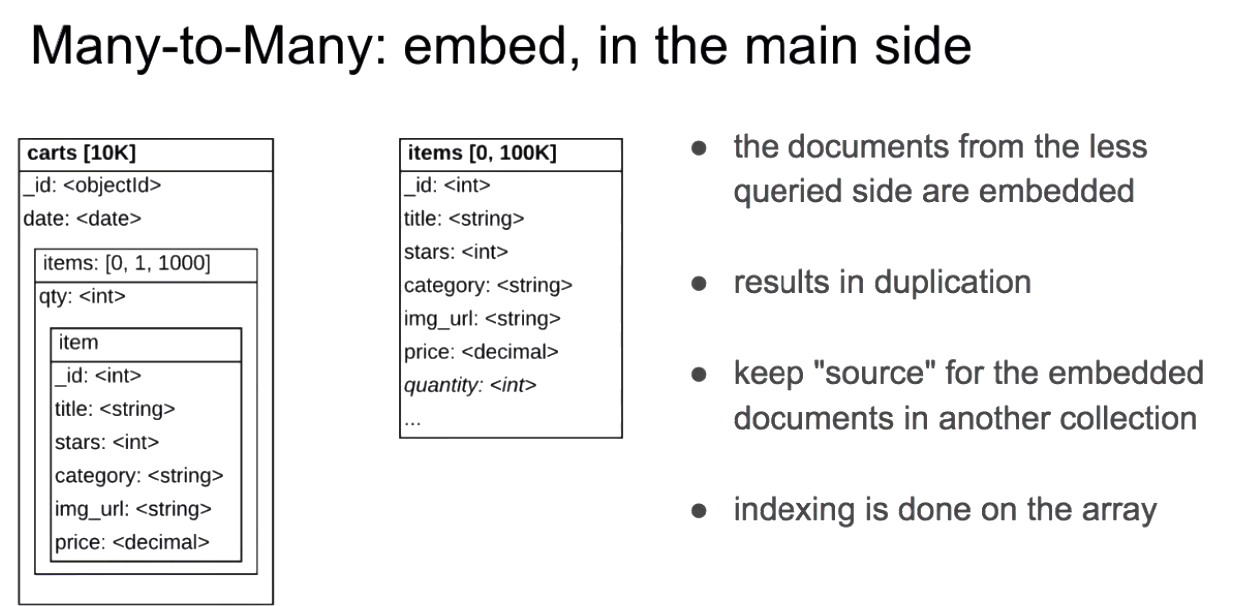 Many-to-Many: embed, in the main side
carts [10K]
_id: <objectId>
date: <date>
items: [0, 1, 1000]
qty: <int>
item
_id: <int>
title: <string>
stars: <int>
category: <string>
img_url: <string>
price: <decimal>
items [0, 100K]
_id: <int>
title: <string>
stars: <int>
category: <string>
img_url: <string>
price: <decimal>
quantity: <int>
...
● the documents from the less
queried side are embedded
● results in duplication
● keep "source" for the embedded
documents in another collection
● indexing is done on the array